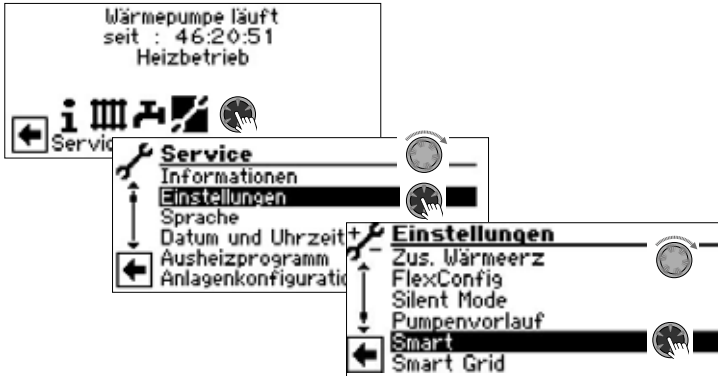 Wärmepumpe läuft
seit : 46:20:51
Heizbetrieb
Servic
Service
Informationen
Einstellungen
Sprache
Datum und Uhrzeit
Ausheizprogramm
Anlagenkonfiguratio
Einstellungen
Zus. Wärmeerz
FlexConfig
Silent Mode
Pumpenvorlauf
Smart
Smart Grid